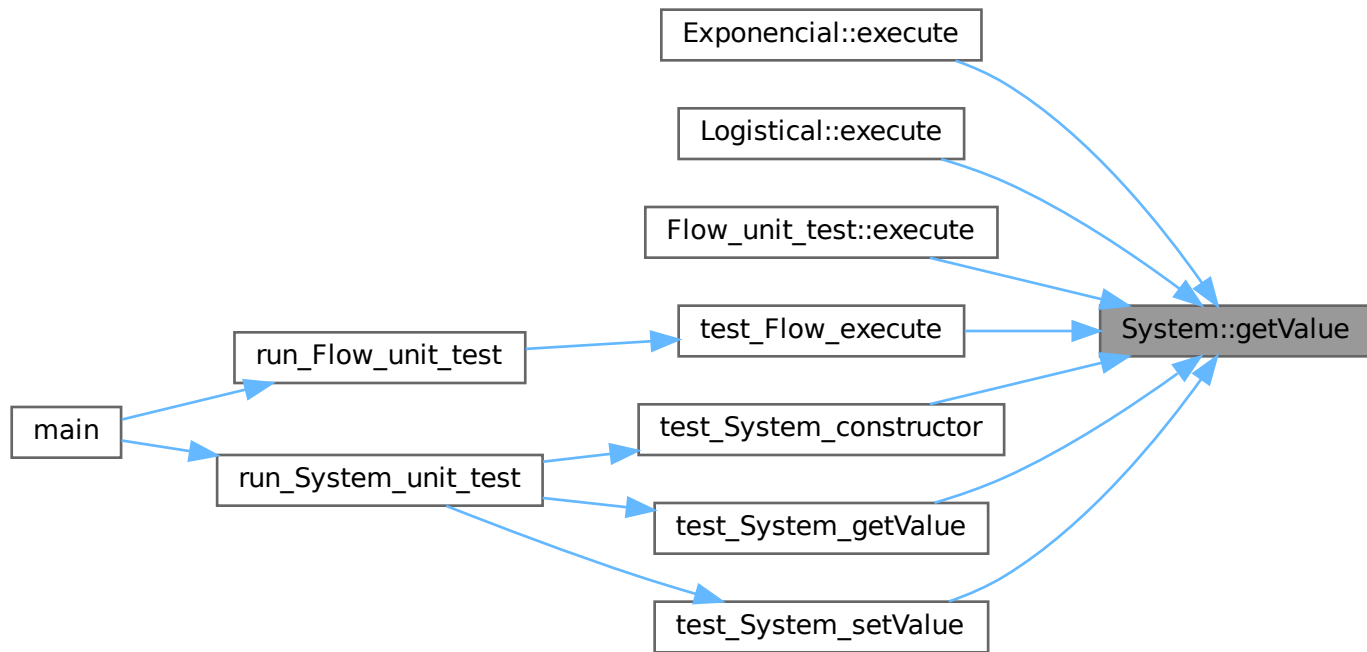 Exponencial::execute
Logistical::execute
Flow_unit_test::execute
System::getValue
test_Flow_execute
run_Flow_unit_test
main
test_System_constructor
run_System_unit_test
test_System_getValue
test_System_setValue